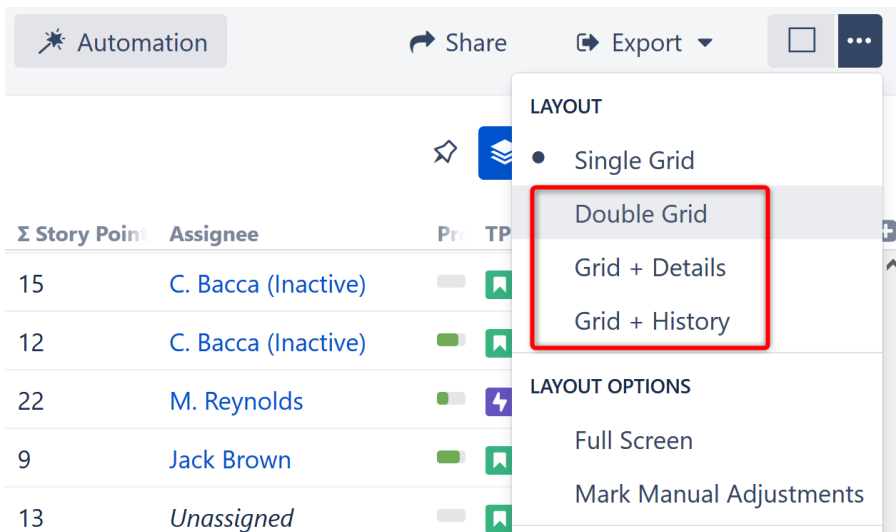 Automation Share Export
LAYOUT
Single Grid
Double Grid
Grid + Details
Grid + History
LAYOUT OPTIONS
Full Screen
Mark Manual Adjustments
Σ Story Point Assignee Pro TP
15 C. Bacca (Inactive)
12 C. Bacca (Inactive)
22 M. Reynolds
9 Jack Brown
13 Unassigned